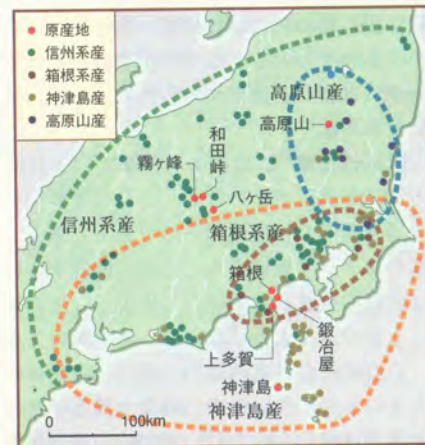 原産地
信州系産
箱根系産
神津島産
高原山産
高原山産
高原山
和田峠
霧ヶ峰
八ヶ岳
信州系産
箱根系産
箱根
鍛冶屋
上多賀
神津島
神津島産
0
100km